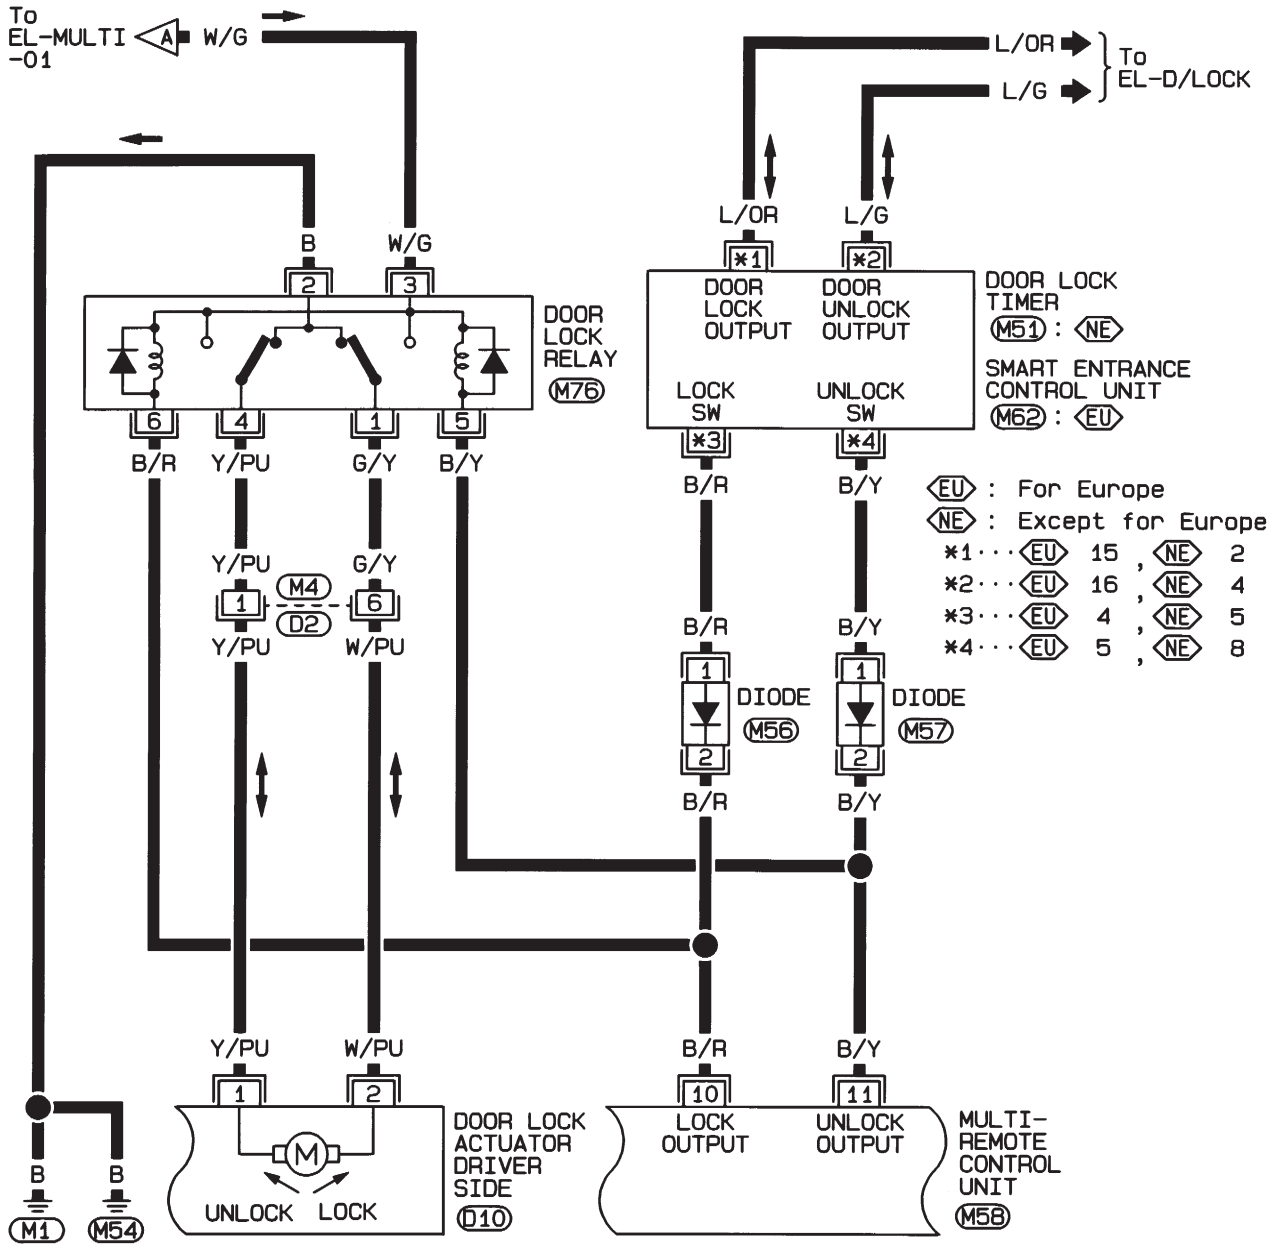 To
EL-MULTI
-01
A W/G
L/OR
L/G
To
EL-D/LOCK
B W/G
2 3
DOOR
LOCK
RELAY
M76
6 4 1 5
B/R Y/PU G/Y B/Y
Y/PU G/Y
M4
1 6
D2
Y/PU W/PU
L/OR L/G
*1 *2
DOOR
LOCK
OUTPUT
DOOR
UNLOCK
OUTPUT
LOCK
SW
UNLOCK
SW
*3 *4
DOOR LOCK
TIMER
M51 : NE
SMART ENTRANCE
CONTROL UNIT
M62 : EU
B/R B/Y
EU : For Europe
NE : Except for Europe
*1··· EU 15 , NE 2
*2··· EU 16 , NE 4
*3··· EU 4 , NE 5
*4··· EU 5 , NE 8
B/R B/Y
1 1
DIODE
M56
DIODE
M57
2 2
B/R B/Y
Y/PU W/PU B/R B/Y
1 2 10 11
M
UNLOCK LOCK
DOOR LOCK
ACTUATOR
DRIVER
SIDE
D10
LOCK
OUTPUT
UNLOCK
OUTPUT
MULTI-
REMOTE
CONTROL
UNIT
M58
B B
M1 M54